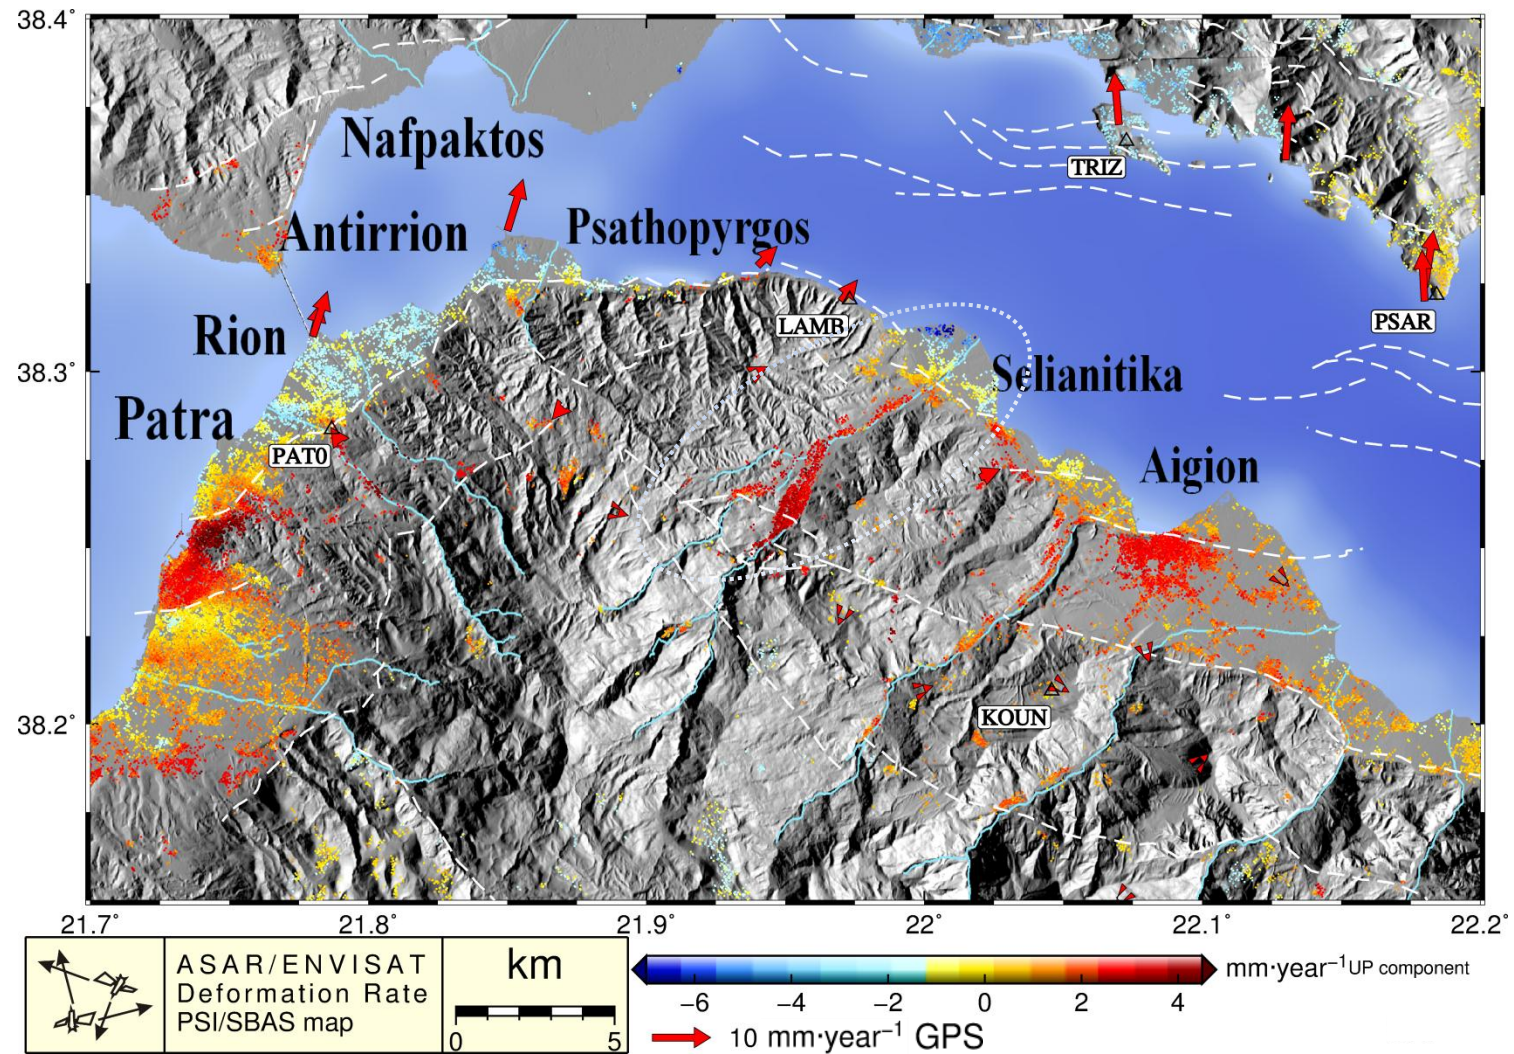 38.4°
Nafpaktos
TRIZ
Antirrion
Psathopyrgos
Rion
LAMB
PSAR
38.3°
Selianitika
Patra
PAT0
Aigion
KOUN
38.2°
21.7° 21.8° 21.9° 22° 22.1° 22.2°
ASAR/ENVISAT
Deformation Rate
PSI/SBAS map
km
0 5
mm·year⁻¹ UP component
−6 −4 −2 0 2 4
10 mm·year⁻¹ GPS